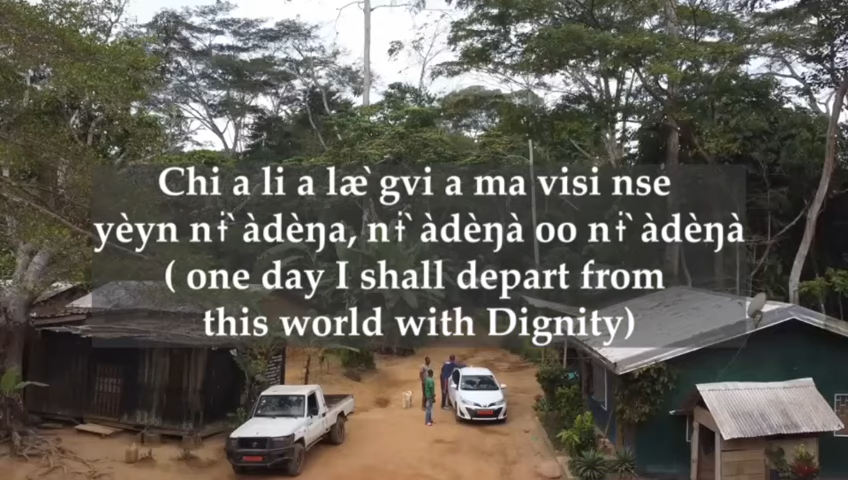 Chi a li a læ̀ gvi a ma visi nse
yèyn nɨ̀ àdèŋa, nɨ̀ àdèŋà oo nɨ̀ àdèŋà
( one day I shall depart from
this world with Dignity)